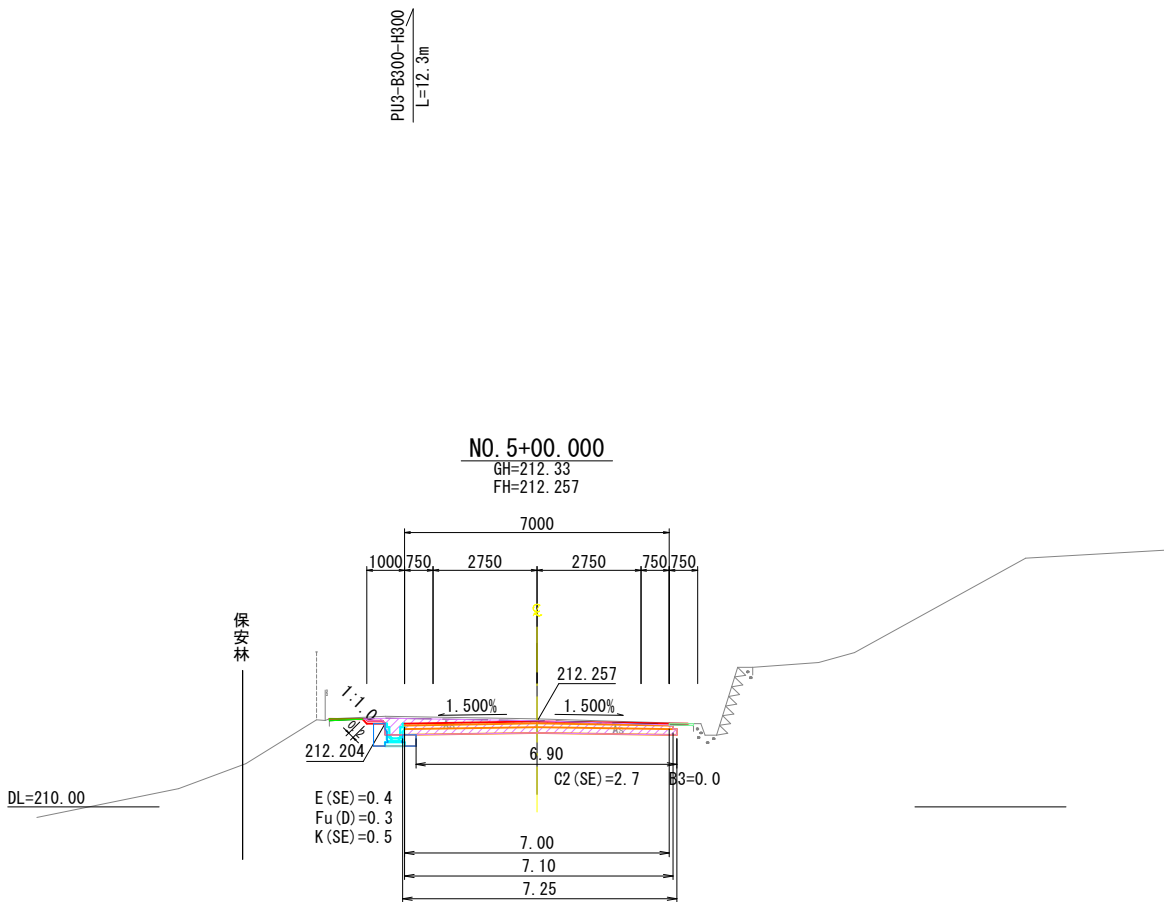 PU3-B300-H300
L=12.3m
NO.5+00.000
GH=212.33
FH=212.257
7000
1000 750 2750 2750 750 750
保安林
1:1.0
212.257
1.500% 1.500%
212.204
6.90
C2(SE)=2.7 B3=0.0
DL=210.00
E(SE)=0.4
Fu(D)=0.3
K(SE)=0.5
7.00
7.10
7.25